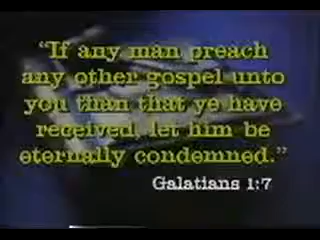 “If any man preach
any other gospel unto
you than that ye have
received, let him be
eternally condemned.”
Galatians 1:7